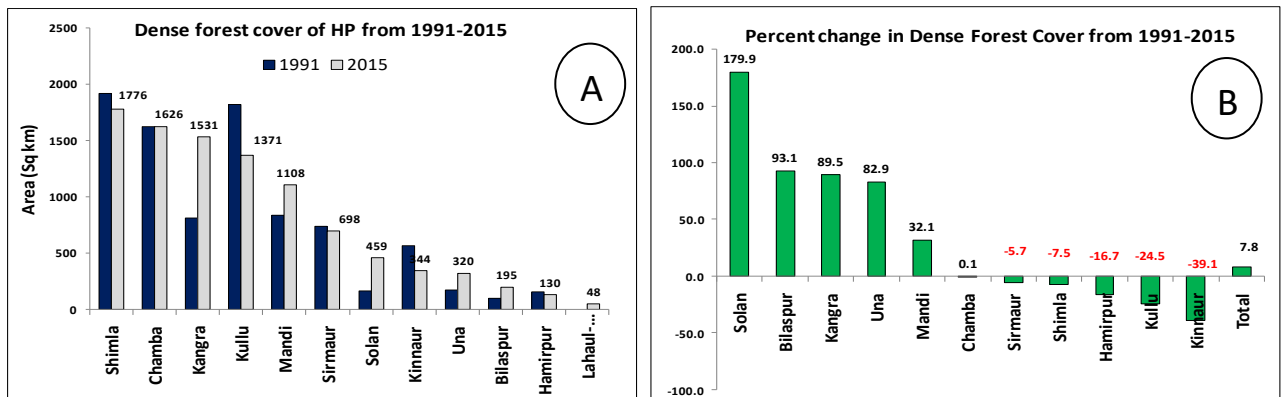 Dense forest cover of HP from 1991-2015
1991 2015
A
Area (Sq km)
2500
2000
1500
1000
500
0
1776
1626
1531
1371
1108
698
459
344
320
195
130
48
Shimla
Chamba
Kangra
Kullu
Mandi
Sirmaur
Solan
Kinnaur
Una
Bilaspur
Hamirpur
Lahaul-...
Percent change in Dense Forest Cover from 1991-2015
B
200.0
150.0
100.0
50.0
0.0
-50.0
-100.0
179.9
93.1
89.5
82.9
32.1
0.1
-5.7
-7.5
-16.7
-24.5
-39.1
7.8
Solan
Bilaspur
Kangra
Una
Mandi
Chamba
Sirmaur
Shimla
Hamirpur
Kullu
Kinnaur
Total